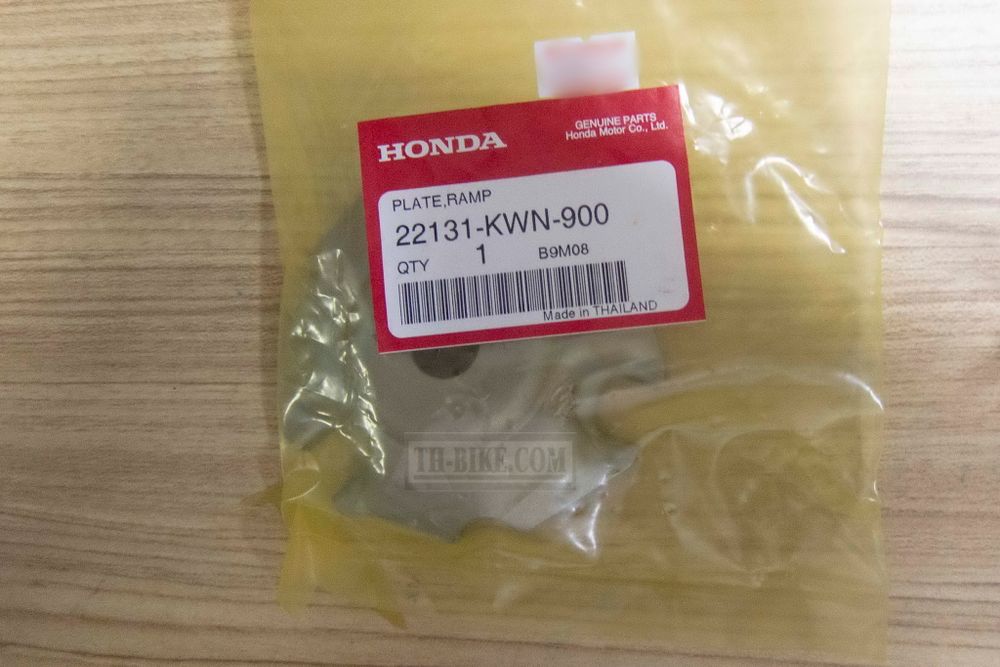 HONDA
GENUINE PARTS
Honda Motor Co., Ltd.
PLATE,RAMP
22131-KWN-900
QTY 1 B9M08
Made in THAILAND
TH-BIKE.COM